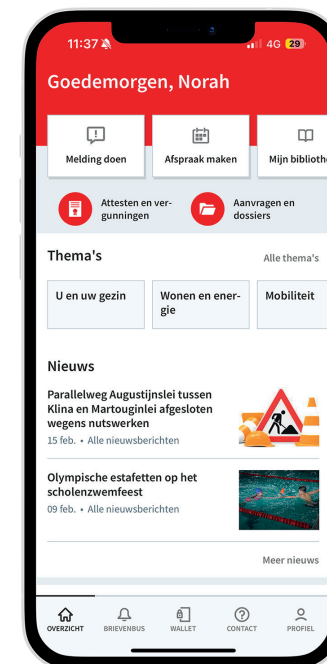 11:37 4G 29
Goedemorgen, Norah
Melding doen
Afspraak maken
Mijn bibliothe
Attesten en ver-
gunningen
Aanvragen en
dossiers
Thema's
Alle thema's
U en uw gezin
Wonen en ener-
gie
Mobiliteit
Nieuws
Parallelweg Augustijnslei tussen
Klina en Martouginlei afgesloten
wegens nutswerken
15 feb. • Alle nieuwsberichten
Olympische estafetten op het
scholenzwemfeest
09 feb. • Alle nieuwsberichten
Meer nieuws
OVERZICHT
BRIEVENBUS
WALLET
CONTACT
PROFIEL